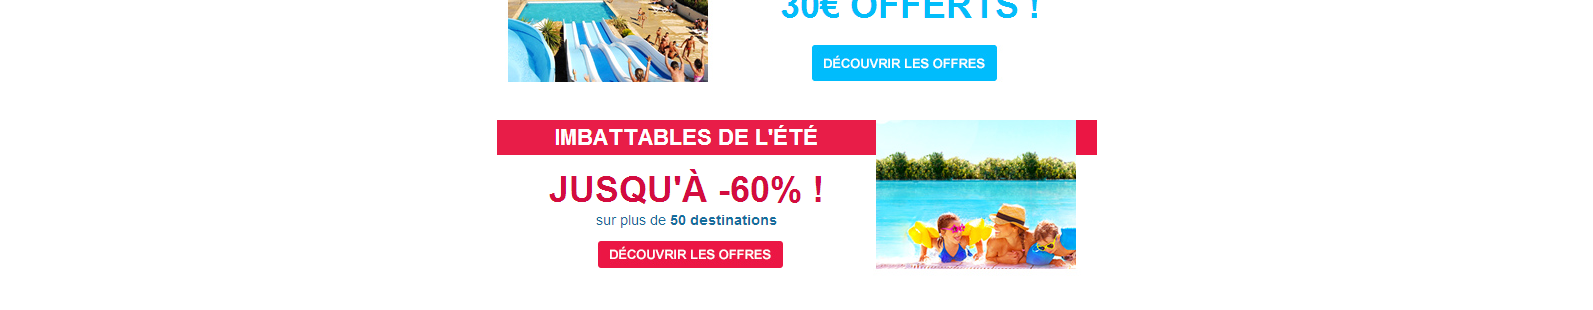 30€ OFFERTS !
DÉCOUVRIR LES OFFRES
IMBATTABLES DE L'ÉTÉ
JUSQU'À -60% !
sur plus de 50 destinations
DÉCOUVRIR LES OFFRES